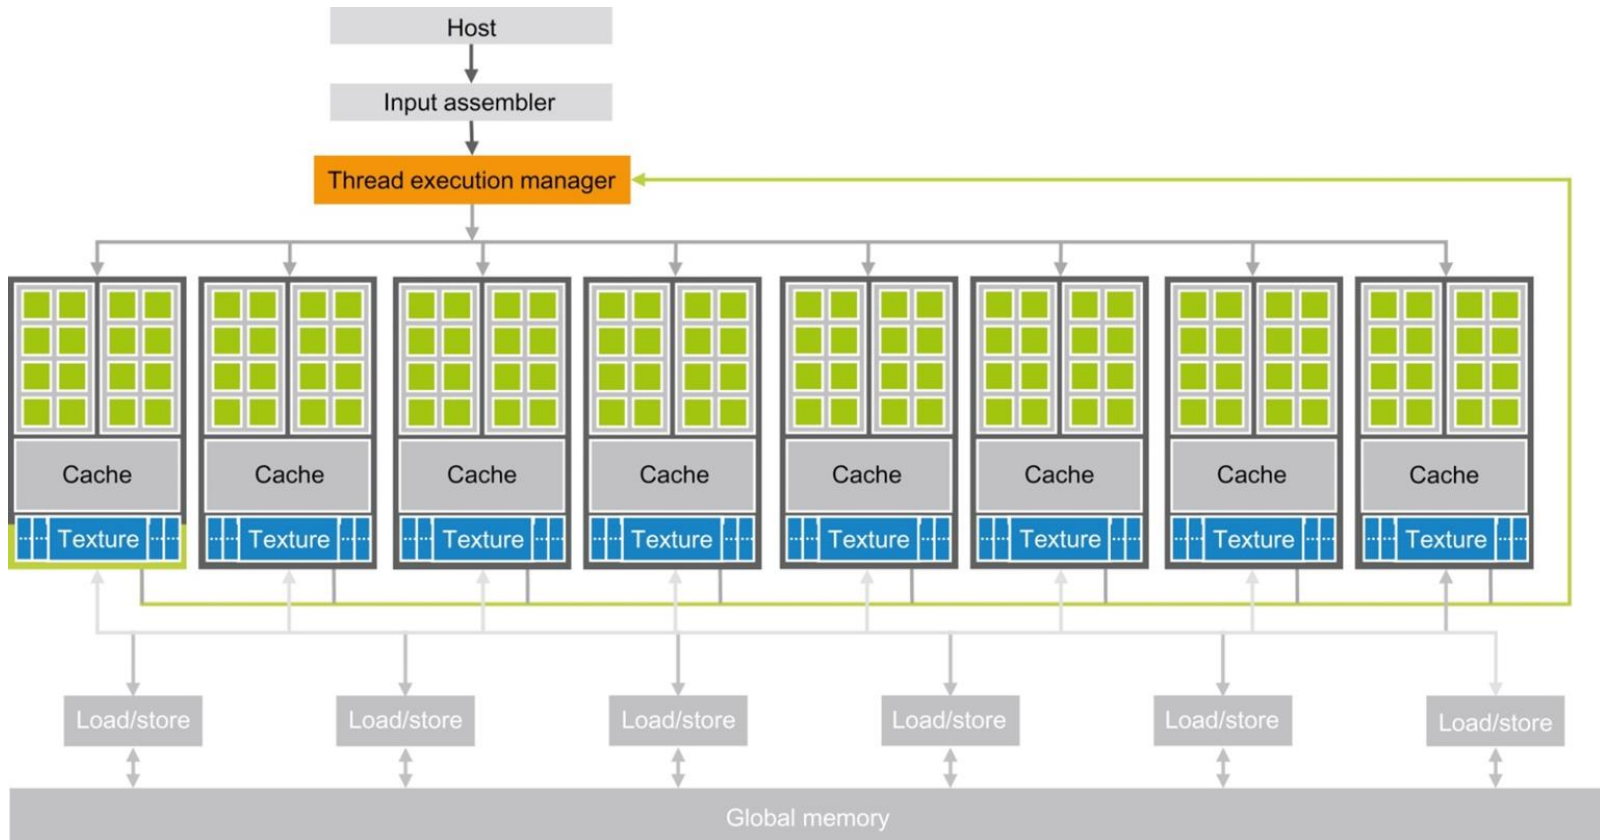 Host
Input assembler
Thread execution manager
Cache Cache Cache Cache Cache Cache Cache Cache
Texture Texture Texture Texture Texture Texture Texture Texture
Load/store Load/store Load/store Load/store Load/store Load/store
Global memory